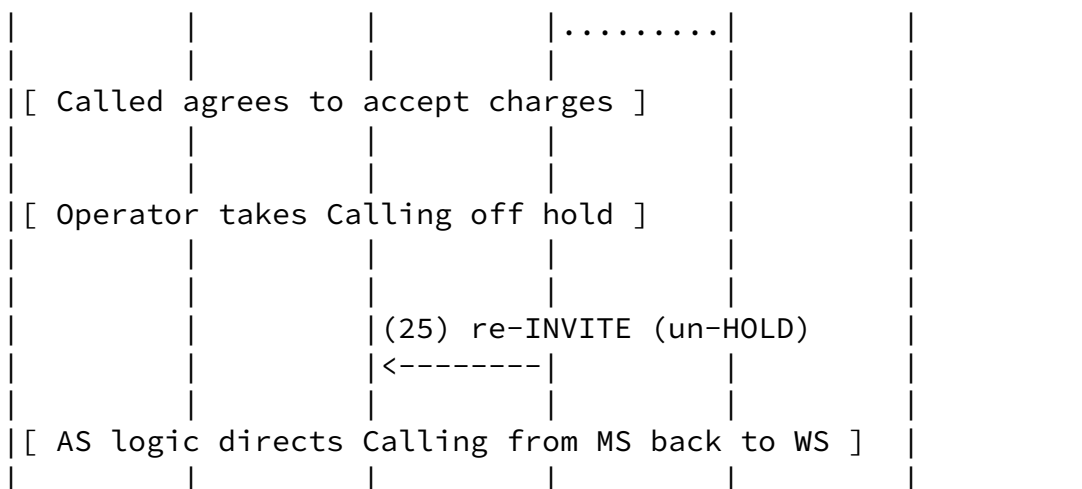 |          |          |          |.........|          |
|          |          |          |          |          |
|[ Called agrees to accept charges ]     |          |
|          |          |          |          |          |
|          |          |          |          |          |
|[ Operator takes Calling off hold ]     |          |
|          |          |          |          |          |
|          |          |          |          |          |
|          |          |(25) re-INVITE (un-HOLD)     |
|          |          |<--------|          |          |
|          |          |          |          |          |
|[ AS logic directs Calling from MS back to WS ]  |
|          |          |          |          |          |